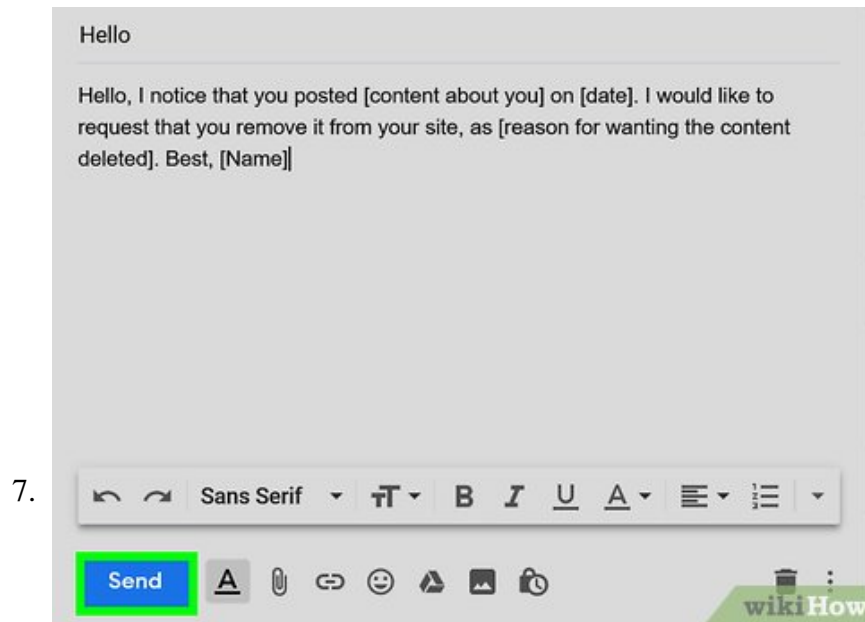 Hello
Hello, I notice that you posted [content about you] on [date]. I would like to
request that you remove it from your site, as [reason for wanting the content
deleted]. Best, [Name]
7.
Sans Serif
Send
wikiHow